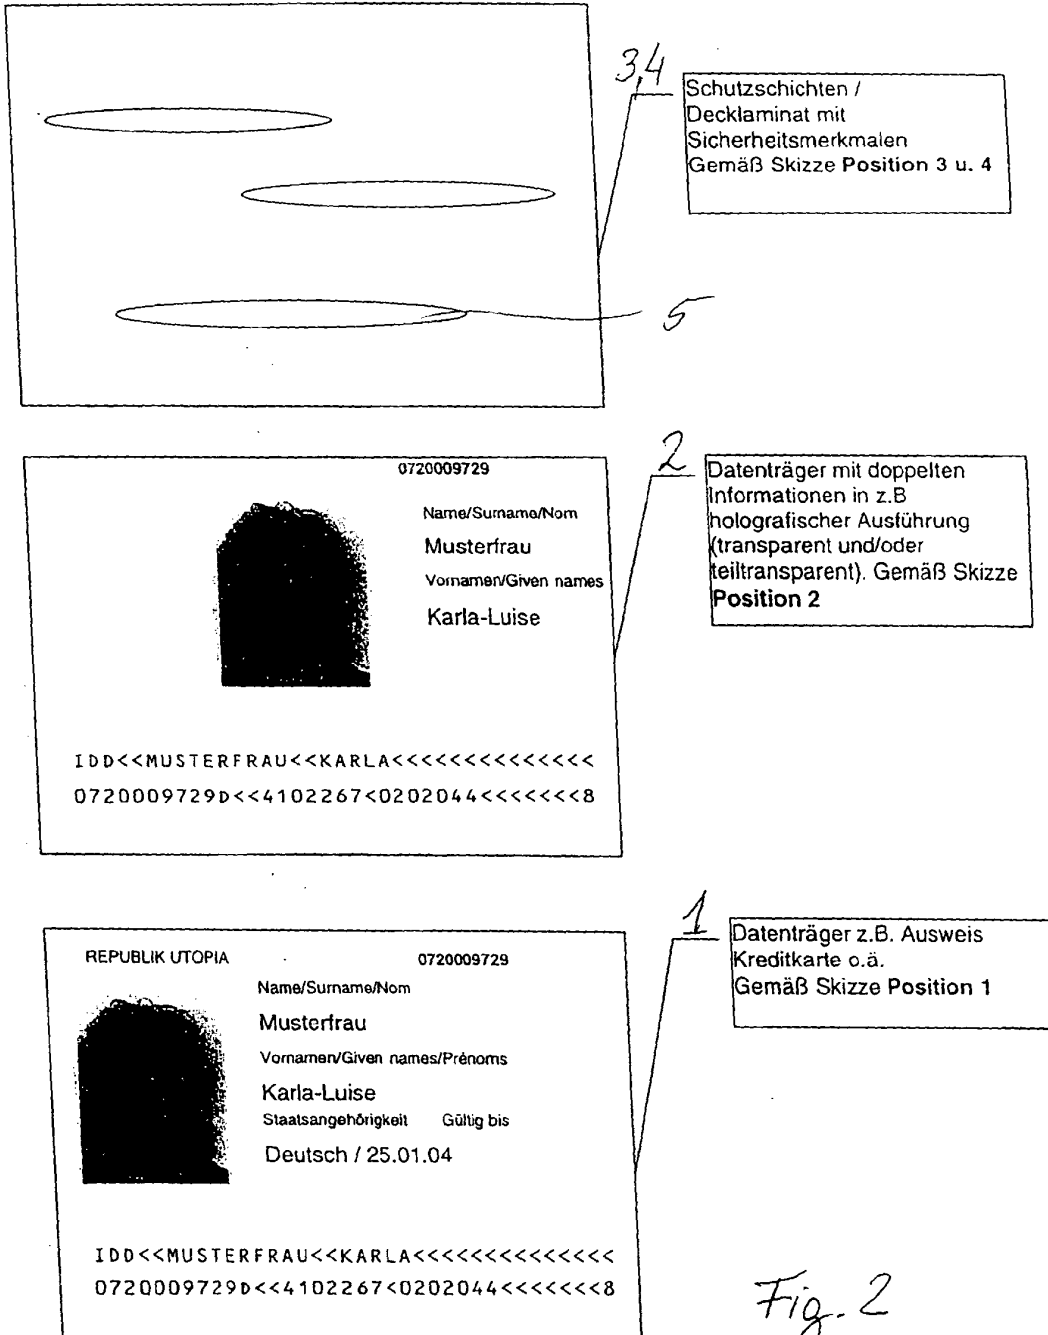 3,4
Schutzschichten /
Decklaminat mit
Sicherheitsmerkmalen
Gemäß Skizze Position 3 u. 4
5
2
0720009729
Name/Surname/Nom
Musterfrau
Vornamen/Given names
Karla-Luise
IDD<<MUSTERFRAU<<KARLA<<<<<<<<<<<<<<
0720009729D<<4102267<0202044<<<<<<<8
Datenträger mit doppelten
Informationen in z.B
holografischer Ausführung
(transparent und/oder
teiltransparent). Gemäß Skizze
Position 2
1
REPUBLIK UTOPIA 0720009729
Name/Surname/Nom
Musterfrau
Vornamen/Given names/Prénoms
Karla-Luise
Staatsangehörigkeit Gültig bis
Deutsch / 25.01.04
IDD<<MUSTERFRAU<<KARLA<<<<<<<<<<<<<<
0720009729D<<4102267<0202044<<<<<<<8
Datenträger z.B. Ausweis
Kreditkarte o.ä.
Gemäß Skizze Position 1
Fig. 2